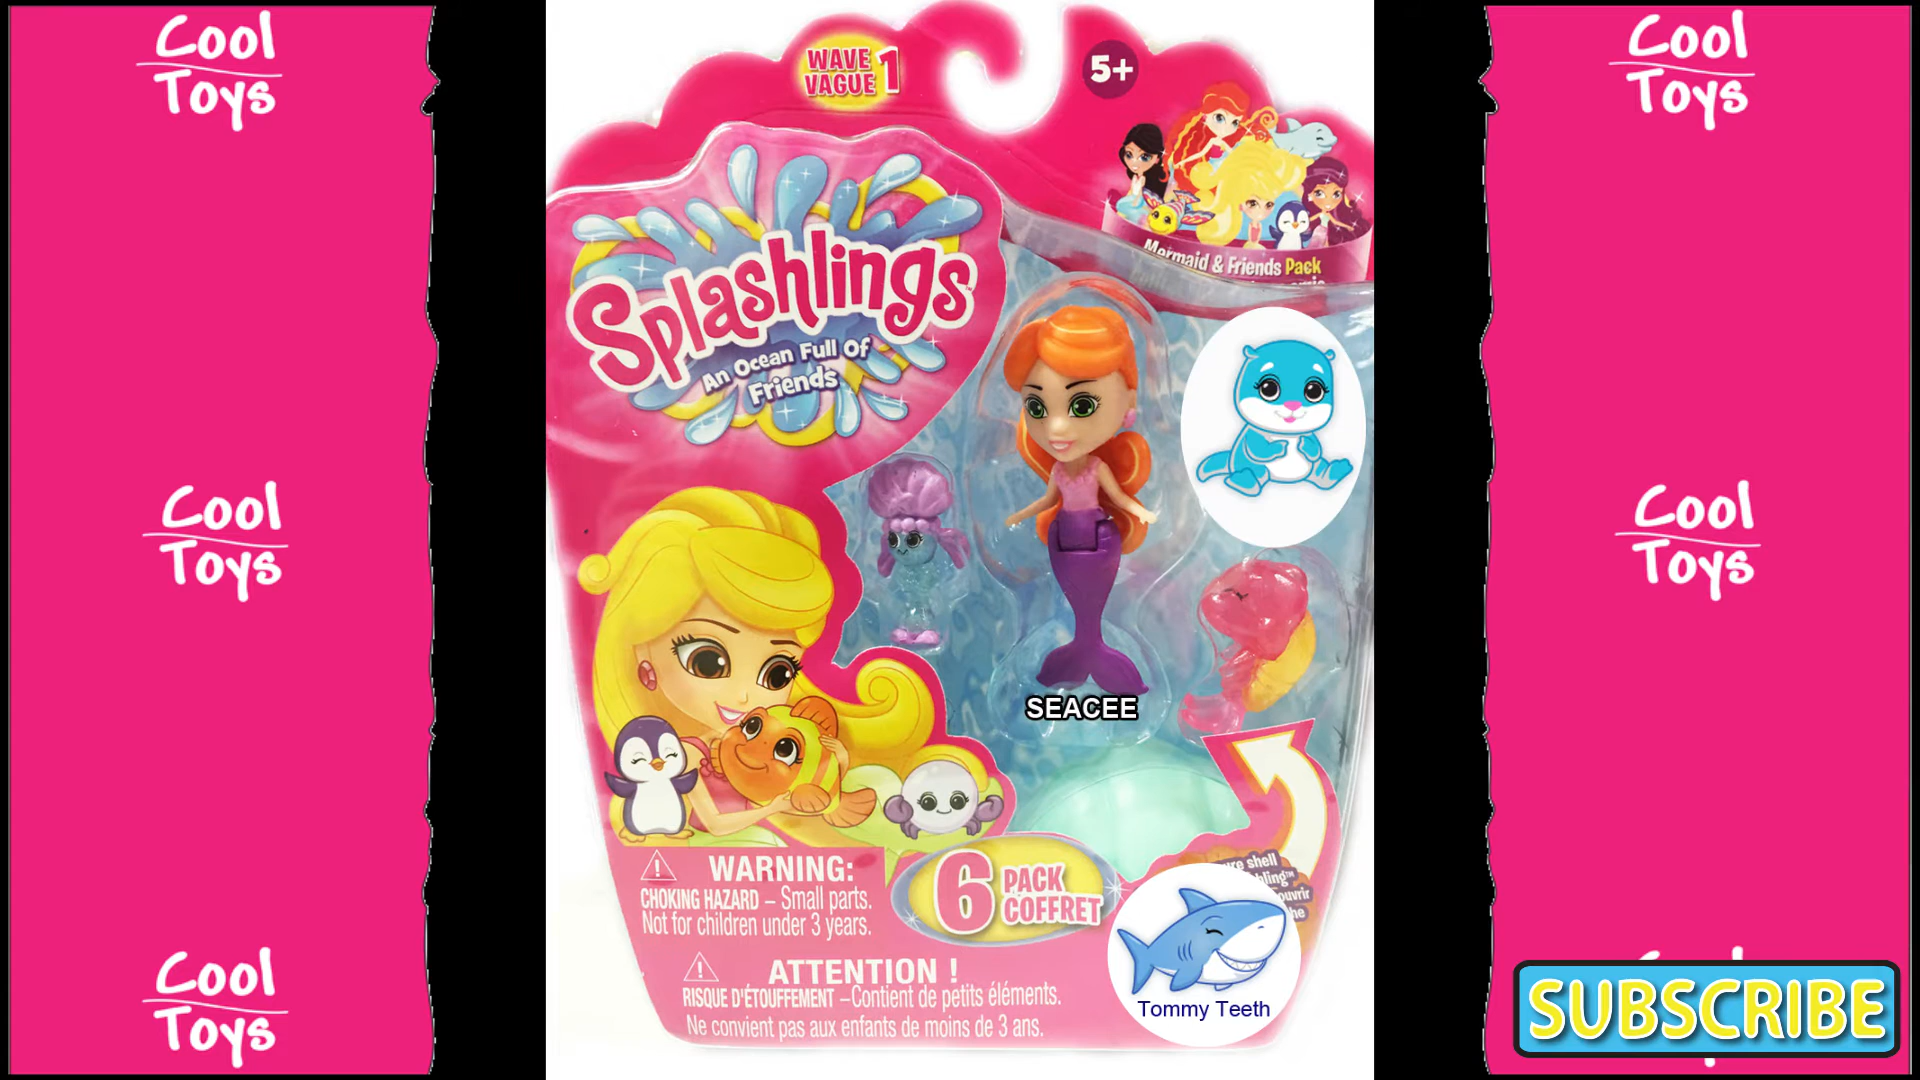 Cool
Toys
Cool
Toys
Cool
Toys
WAVE
VAGUE 1
5+
Splashlings
An Ocean Full Of
Friends
Mermaid & Friends Pack
SEACEE
WARNING:
CHOKING HAZARD – Small parts.
Not for children under 3 years.
6 PACK
COFFRET
ATTENTION !
RISQUE D'ÉTOUFFEMENT –Contient de petits éléments.
Ne convient pas aux enfants de moins de 3 ans.
shell
Tommy Teeth
Cool
Toys
Cool
Toys
SUBSCRIBE